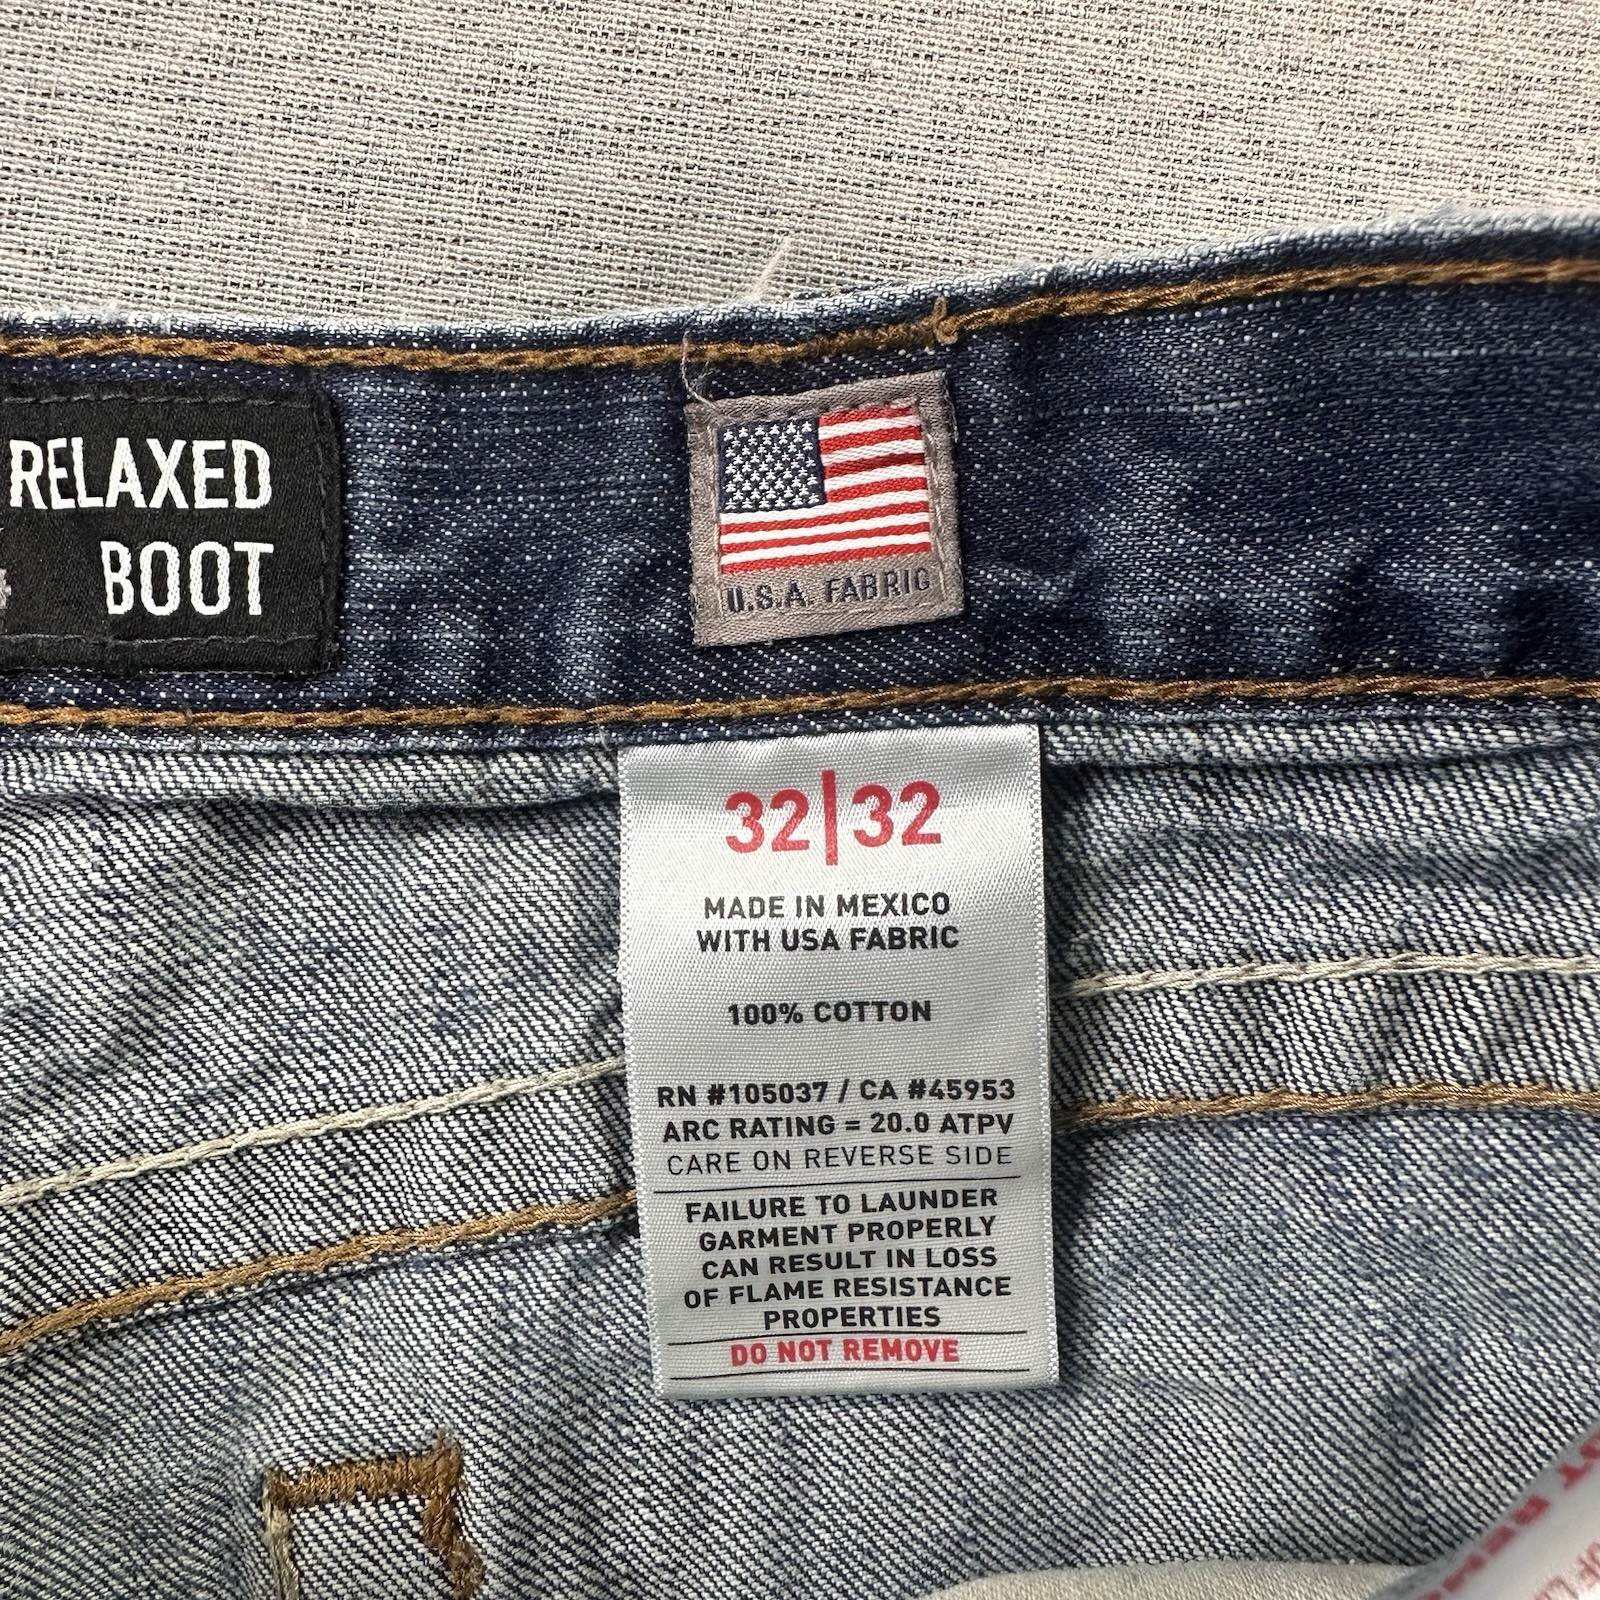 RELAXED
BOOT
U.S.A. FABRIC
32|32
MADE IN MEXICO
WITH USA FABRIC
100% COTTON
RN #105037 / CA #45953
ARC RATING = 20.0 ATPV
CARE ON REVERSE SIDE
FAILURE TO LAUNDER
GARMENT PROPERLY
CAN RESULT IN LOSS
OF FLAME RESISTANCE
PROPERTIES
DO NOT REMOVE